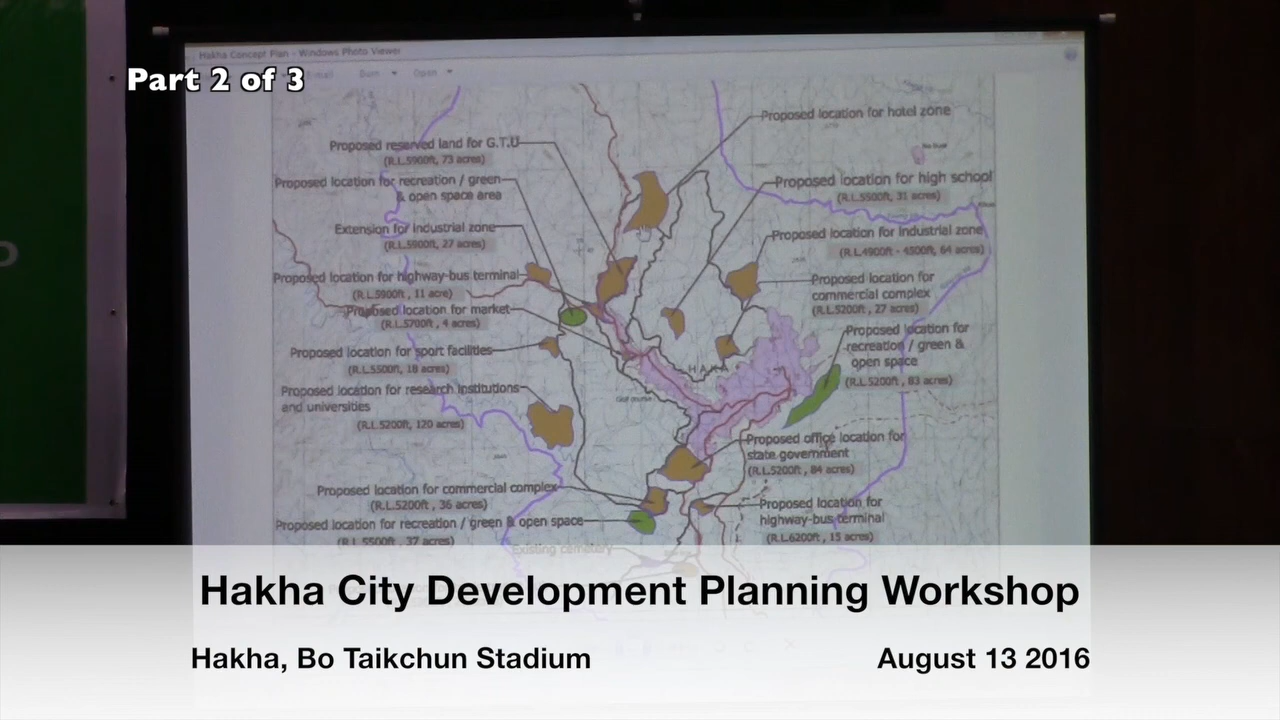 Hakha Concept Plan - Windows Photo Viewer
Part 2 of 3
Open
Proposed location for hotel zone
Proposed reserved land for G.T.U
(R.L.5900ft, 73 acres)
Proposed location for recreation / green
& open space area
Proposed location for high school
(R.L.5500ft, 31 acres)
Extension for Industrial zone
(R.L.5900ft, 27 acres)
Proposed location for Industrial zone
(R.L.4900ft - 4500ft, 64 acres)
Proposed location for highway-bus terminal
(R.L.5900ft , 11 acre)
Proposed location for
commercial complex
(R.L.5200ft , 27 acres)
Proposed location for market
(R.L.5700ft , 4 acres)
Proposed location for sport facilities
(R.L.5500ft, 18 acres)
Proposed location for
recreation / green &
open space
(R.L.5200ft , 83 acres)
Proposed location for research institutions
and universities
(R.L.5200ft, 120 acres)
HAKA
Golf course
Proposed office location for
state government
(R.L.5200ft , 84 acres)
Proposed location for commercial complex
(R.L.5200ft , 36 acres)
Proposed location for recreation / green & open space
(R.L.5500ft, 37 acres)
Proposed location for
highway-bus terminal
(R.L.6200ft , 15 acres)
Existing cemetery
Hakha City Development Planning Workshop
Hakha, Bo Taikchun Stadium
August 13 2016